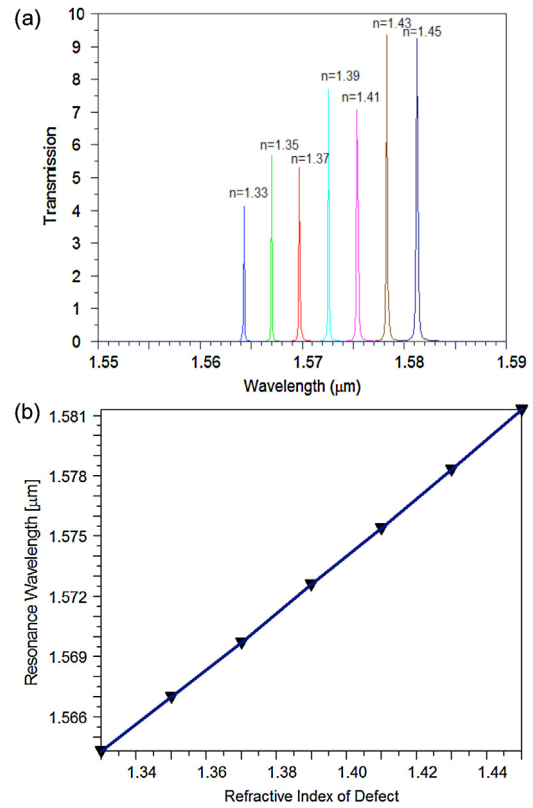 (a)
10
9
8
7
6
5
4
3
2
1
0
Transmission
n=1.33
n=1.35
n=1.37
n=1.39
n=1.41
n=1.43
n=1.45
1.55
1.56
1.57
1.58
1.59
Wavelength (μm)
(b)
1.581
1.578
1.575
1.572
1.569
1.566
Resonance Wavelength [μm]
1.34
1.36
1.38
1.40
1.42
1.44
Refractive Index of Defect